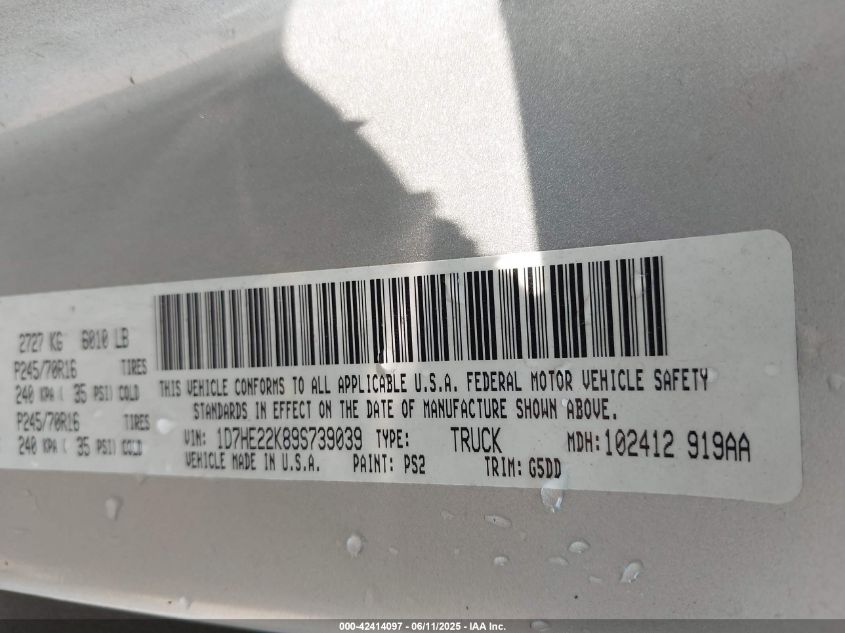 2727 KG 6010 LB
P245/70R16 TIRES
240 KPA ( 35 PSI) COLD
P245/70R16 TIRES
240 KPA ( 35 PSI) COLD
THIS VEHICLE CONFORMS TO ALL APPLICABLE U.S.A. FEDERAL MOTOR VEHICLE SAFETY
STANDARDS IN EFFECT ON THE DATE OF MANUFACTURE SHOWN ABOVE.
VIN: 1D7HE22K89S739039 TYPE: TRUCK MDH: 102412 919AA
VEHICLE MADE IN U.S.A. PAINT: PS2 TRIM: G5DD
000-42414097 - 06/11/2025 - IAA Inc.